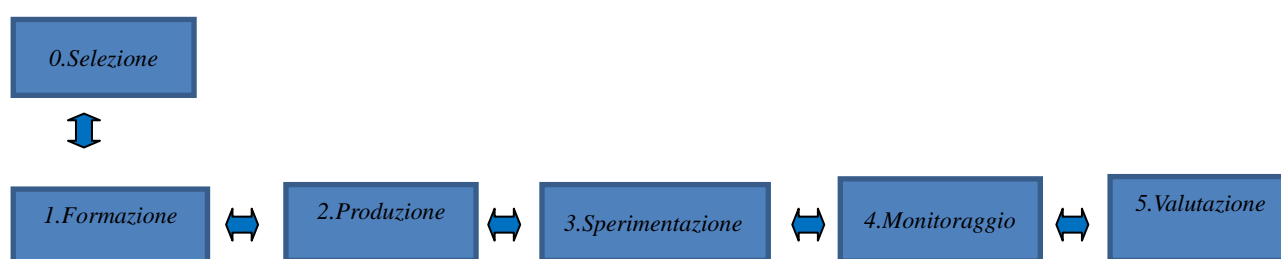 0.Selezione
1.Formazione
2.Produzione
3.Sperimentazione
4.Monitoraggio
5.Valutazione